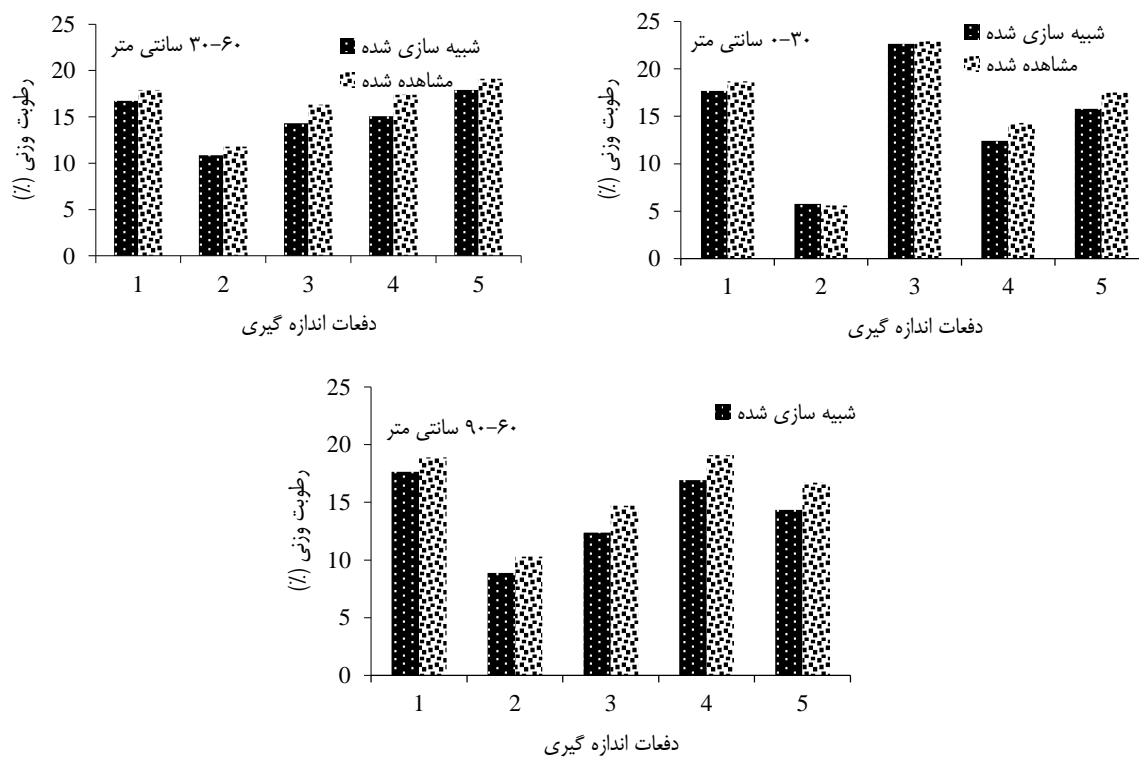 ۳۰-۶۰ سانتی متر
شبیه سازی شده
مشاهده شده
رطوبت وزنی (٪)
25
20
15
10
5
0
1 2 3 4 5
دفعات اندازه گیری
۰-۳۰ سانتی متر
شبیه سازی شده
مشاهده شده
رطوبت وزنی (٪)
25
20
15
10
5
0
1 2 3 4 5
دفعات اندازه گیری
۶۰-۹۰ سانتی متر
شبیه سازی شده
رطوبت وزنی (٪)
25
20
15
10
5
0
1 2 3 4 5
دفعات اندازه گیری